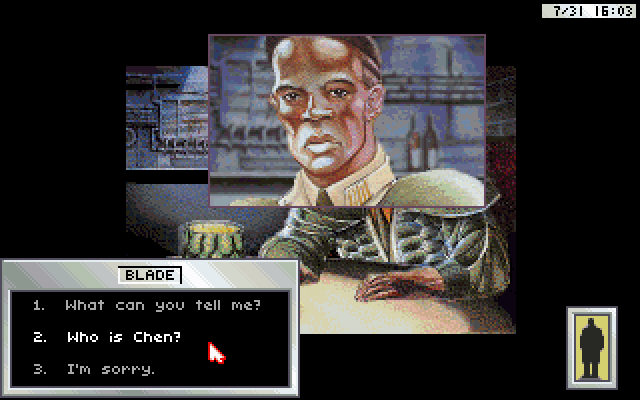 7/31 16:03
BLADE
1. What can you tell me?
2. Who is Chen?
3. I'm sorry.